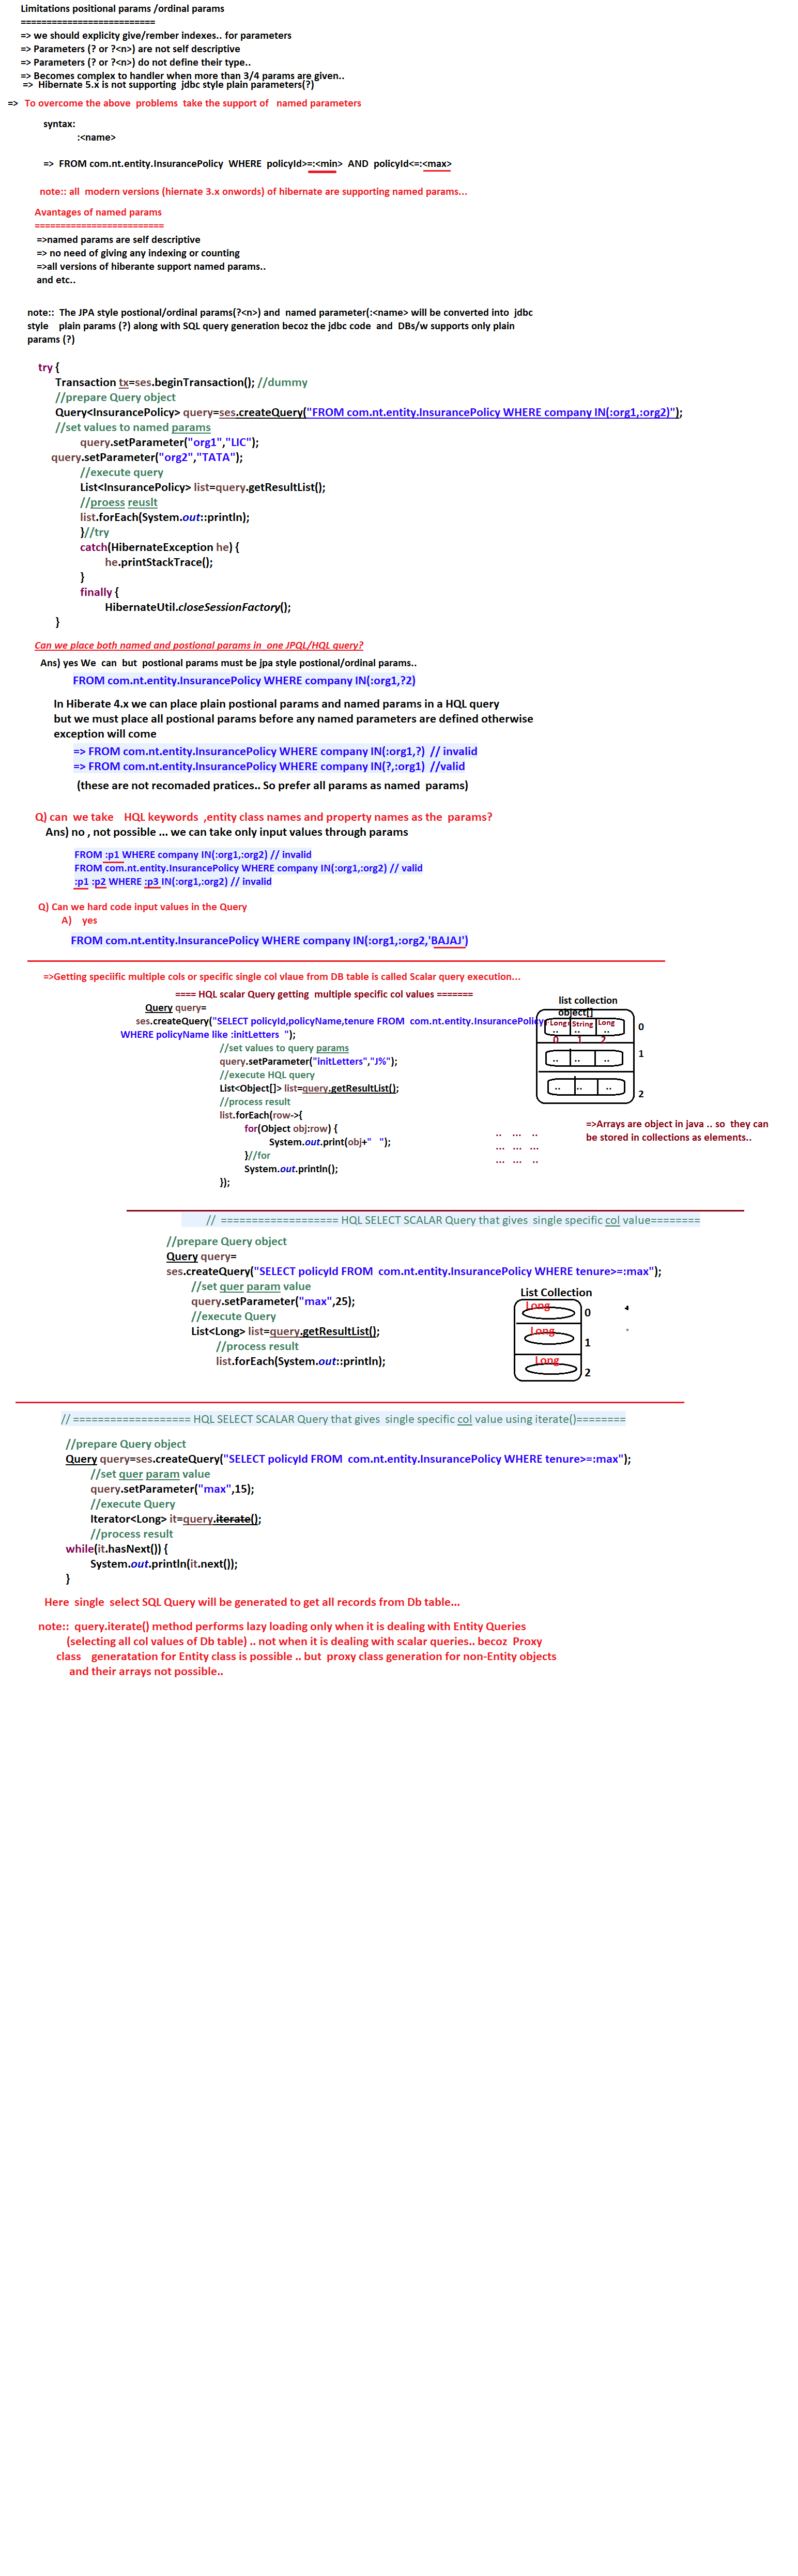 Limitations positional params /ordinal params
==========================
=> we should explicity give/rember indexes.. for parameters
=> Parameters (? or ?<n>) are not self descriptive
=> Parameters (? or ?<n>) do not define their type..
=> Becomes complex to handler when more than 3/4 params are given..
=> Hibernate 5.x is not supporting jdbc style plain parameters(?)
=> To overcome the above problems take the support of named parameters
syntax:
:<name>
=> FROM com.nt.entity.InsurancePolicy WHERE policyId>=:<min> AND policyId<=:<max>
note:: all modern versions (hiernate 3.x onwords) of hibernate are supporting named params...
Avantages of named params
=========================
=>named params are self descriptive
=> no need of giving any indexing or counting
=>all versions of hiberante support named params..
and etc..
note:: The JPA style postional/ordinal params(?<n>) and named parameter(:<name> will be converted into jdbc
style plain params (?) along with SQL query generation becoz the jdbc code and DBs/w supports only plain
params (?)
try {
Transaction tx=ses.beginTransaction(); //dummy
//prepare Query object
Query<InsurancePolicy> query=ses.createQuery("FROM com.nt.entity.InsurancePolicy WHERE company IN(:org1,:org2)");
//set values to named params
query.setParameter("org1","LIC");
query.setParameter("org2","TATA");
//execute query
List<InsurancePolicy> list=query.getResultList();
//proess reuslt
list.forEach(System.out::println);
}//try
catch(HibernateException he) {
he.printStackTrace();
}
finally {
HibernateUtil.closeSessionFactory();
}
Can we place both named and postional params in one JPQL/HQL query?
Ans) yes We can but postional params must be jpa style postional/ordinal params..
FROM com.nt.entity.InsurancePolicy WHERE company IN(:org1,?2)
In Hiberate 4.x we can place plain postional params and named params in a HQL query
but we must place all postional params before any named parameters are defined otherwise
exception will come
=> FROM com.nt.entity.InsurancePolicy WHERE company IN(:org1,?) // invalid
=> FROM com.nt.entity.InsurancePolicy WHERE company IN(?,:org1) //valid
(these are not recomaded pratices.. So prefer all params as named params)
Q) can we take HQL keywords ,entity class names and property names as the params?
Ans) no , not possible ... we can take only input values through params
FROM :p1 WHERE company IN(:org1,:org2) // invalid
FROM com.nt.entity.InsurancePolicy WHERE company IN(:org1,:org2) // valid
:p1 :p2 WHERE :p3 IN(:org1,:org2) // invalid
Q) Can we hard code input values in the Query
A) yes
FROM com.nt.entity.InsurancePolicy WHERE company IN(:org1,:org2,'BAJAJ')
=>Getting speciific multiple cols or specific single col vlaue from DB table is called Scalar query execution...
==== HQL scalar Query getting multiple specific col values =======
list collection
Query query=
object[]
ses.createQuery("SELECT policyId,policyName,tenure FROM com.nt.entity.InsurancePolicy
Long String Long 0
.. .. ..
WHERE policyName like :initLetters ");
0 1 2
//set values to query params
1
query.setParameter("initLetters","J%");
.. .. ..
//execute HQL query
List<Object[]> list=query.getResultList();
.. .. .. 2
//process result
list.forEach(row->{
for(Object obj:row) {
System.out.print(obj+" ");
}//for
System.out.println();
});
=>Arrays are object in java .. so they can
be stored in collections as elements..
.. ... ..
... ... ...
... ... ..
// =================== HQL SELECT SCALAR Query that gives single specific col value========
//prepare Query object
Query query=
ses.createQuery("SELECT policyId FROM com.nt.entity.InsurancePolicy WHERE tenure>=:max");
//set quer param value
query.setParameter("max",25);
//execute Query
List<Long> list=query.getResultList();
//process result
list.forEach(System.out::println);
List Collection
Long 0
Long 1
Long 2
// =================== HQL SELECT SCALAR Query that gives single specific col value using iterate()========
//prepare Query object
Query query=ses.createQuery("SELECT policyId FROM com.nt.entity.InsurancePolicy WHERE tenure>=:max");
//set quer param value
query.setParameter("max",15);
//execute Query
Iterator<Long> it=query.iterate();
//process result
while(it.hasNext()) {
System.out.println(it.next());
}
Here single select SQL Query will be generated to get all records from Db table...
note:: query.iterate() method performs lazy loading only when it is dealing with Entity Queries
(selecting all col values of Db table) .. not when it is dealing with scalar queries.. becoz Proxy
class generatation for Entity class is possible .. but proxy class generation for non-Entity objects
and their arrays not possible..